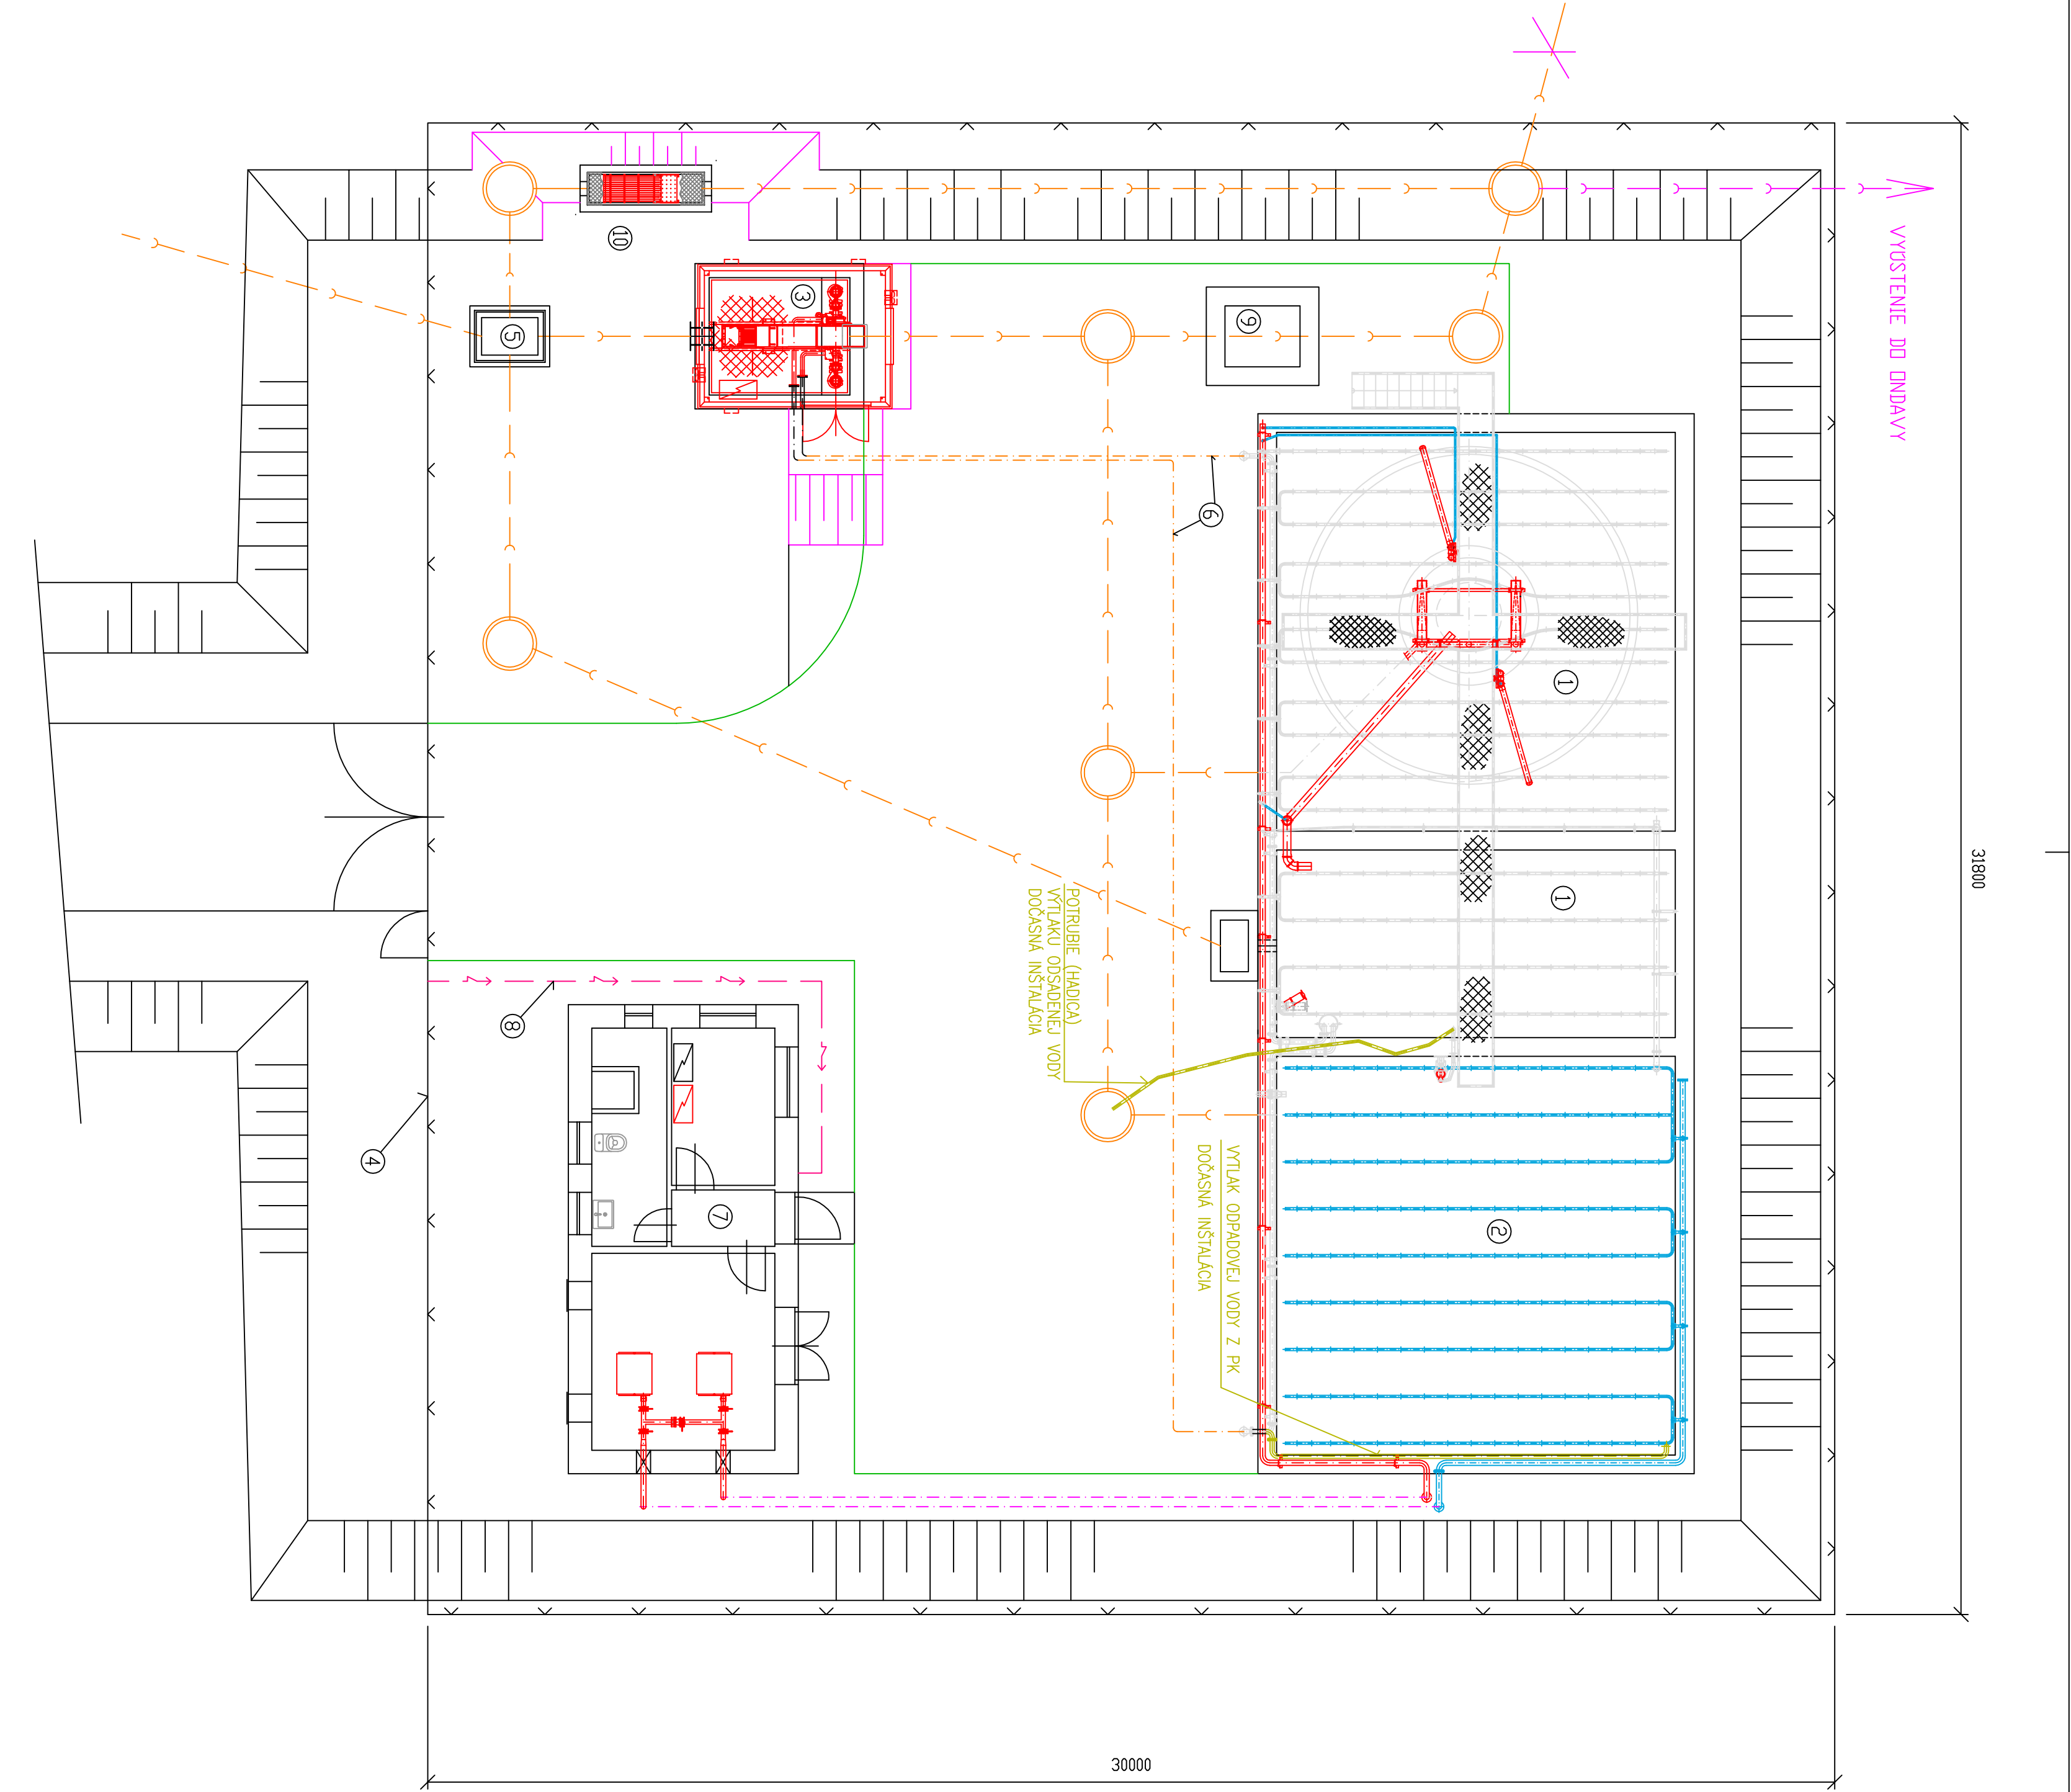 VYÚSTENIE DO ONDAVY
31800
10
3
9
5
6
1
1
POTRUBIE (HADICA)
VÝTLAKU ODSADENEJ VODY
DOČASNÁ INŠTALÁCIA
8
4
7
2
VYTLAK ODPADOVEJ VODY Z PK
DOČASNÁ INŠTALÁCIA
30000